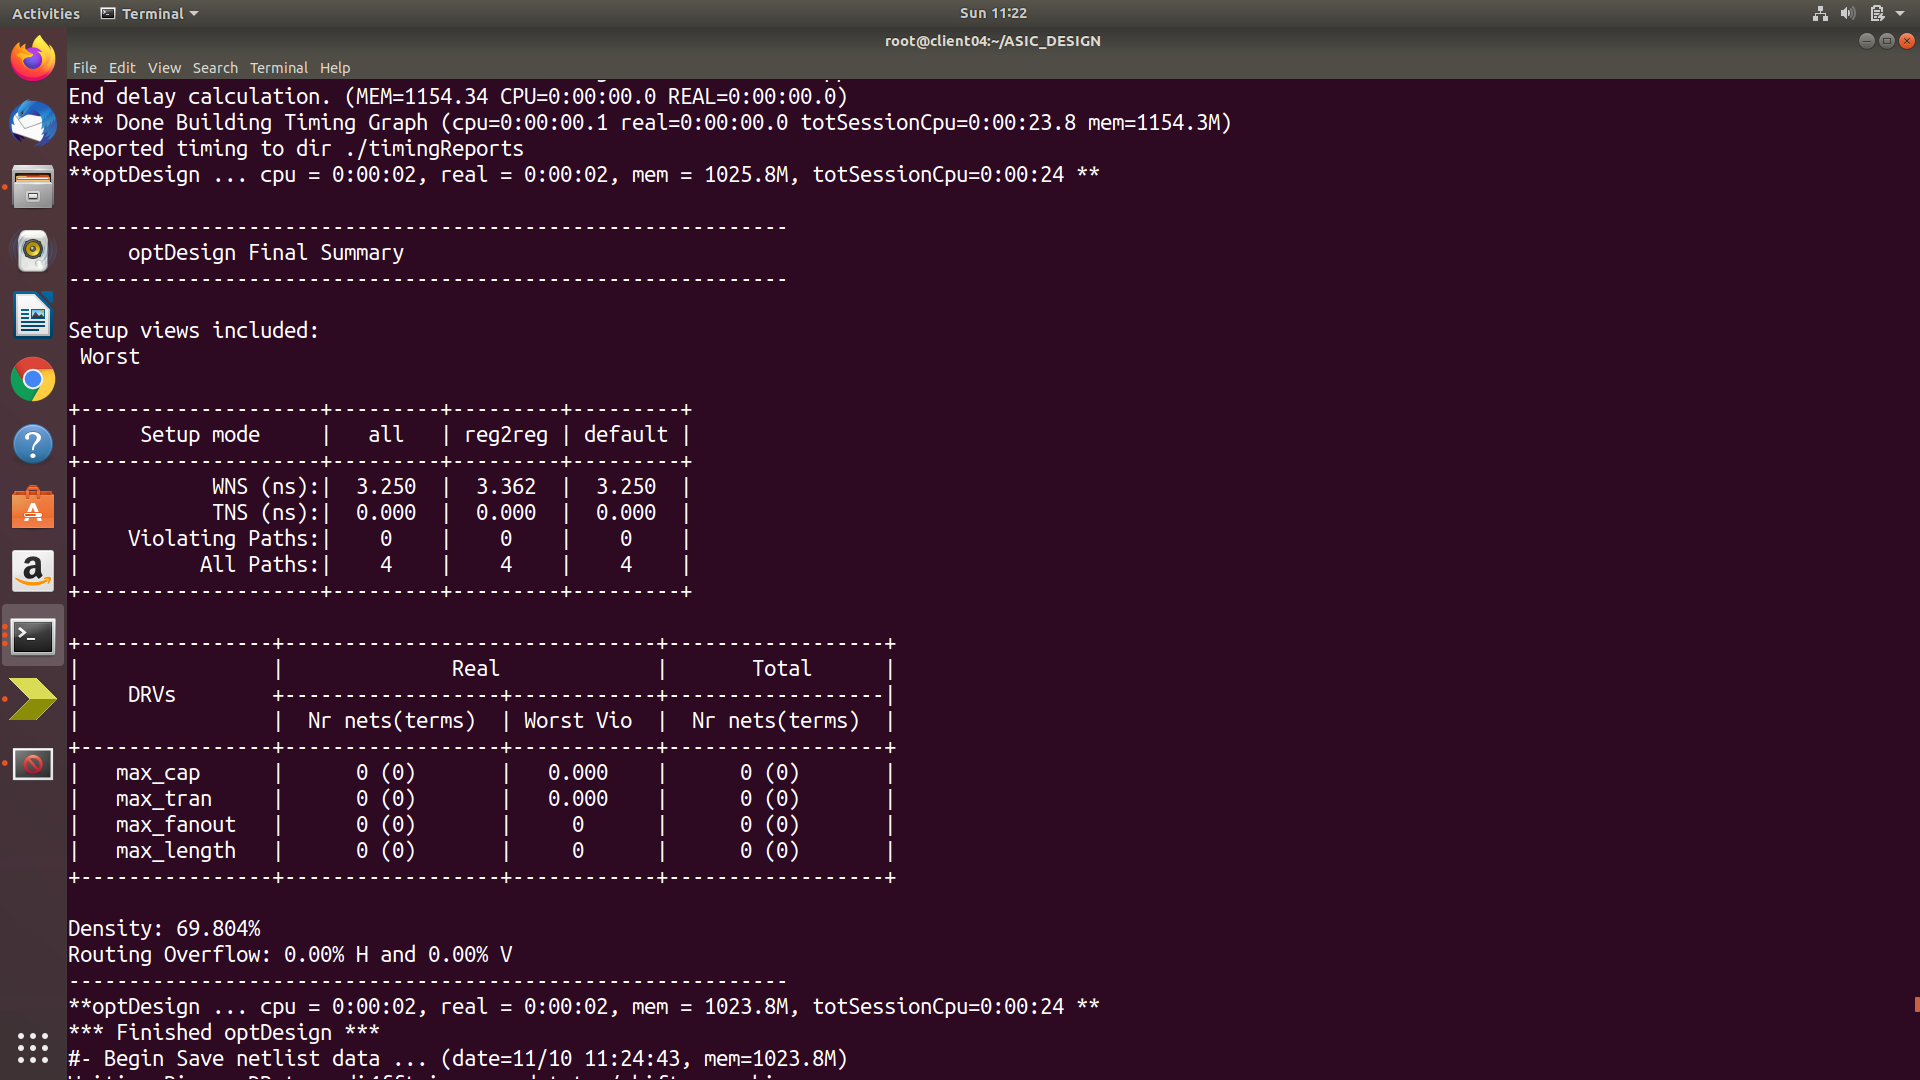 Activities Terminal Sun 11:22
root@client04:~/ASIC_DESIGN
File Edit View Search Terminal Help
End delay calculation. (MEM=1154.34 CPU=0:00:00.0 REAL=0:00:00.0)
*** Done Building Timing Graph (cpu=0:00:00.1 real=0:00:00.0 totSessionCpu=0:00:23.8 mem=1154.3M)
Reported timing to dir ./timingReports
**optDesign ... cpu = 0:00:02, real = 0:00:02, mem = 1025.8M, totSessionCpu=0:00:24 **
------------------------------------------------------------
     optDesign Final Summary
------------------------------------------------------------
Setup views included:
 Worst
+--------------------+---------+---------+---------+
|     Setup mode     |   all   | reg2reg | default |
+--------------------+---------+---------+---------+
|           WNS (ns):|  3.250  |  3.362  |  3.250  |
|           TNS (ns):|  0.000  |  0.000  |  0.000  |
|    Violating Paths:|    0    |    0    |    0    |
|          All Paths:|    4    |    4    |    4    |
+--------------------+---------+---------+---------+
+----------------+-------------------------------+------------------+
|                |              Real             |       Total      |
|    DRVs        +------------------+------------+------------------|
|                |  Nr nets(terms)  | Worst Vio  |  Nr nets(terms)  |
+----------------+------------------+------------+------------------+
|   max_cap      |      0 (0)       |   0.000    |      0 (0)       |
|   max_tran     |      0 (0)       |   0.000    |      0 (0)       |
|   max_fanout   |      0 (0)       |     0      |      0 (0)       |
|   max_length   |      0 (0)       |     0      |      0 (0)       |
+----------------+------------------+------------+------------------+
Density: 69.804%
Routing Overflow: 0.00% H and 0.00% V
------------------------------------------------------------
**optDesign ... cpu = 0:00:02, real = 0:00:02, mem = 1023.8M, totSessionCpu=0:00:24 **
*** Finished optDesign ***
#- Begin Save netlist data ... (date=11/10 11:24:43, mem=1023.8M)